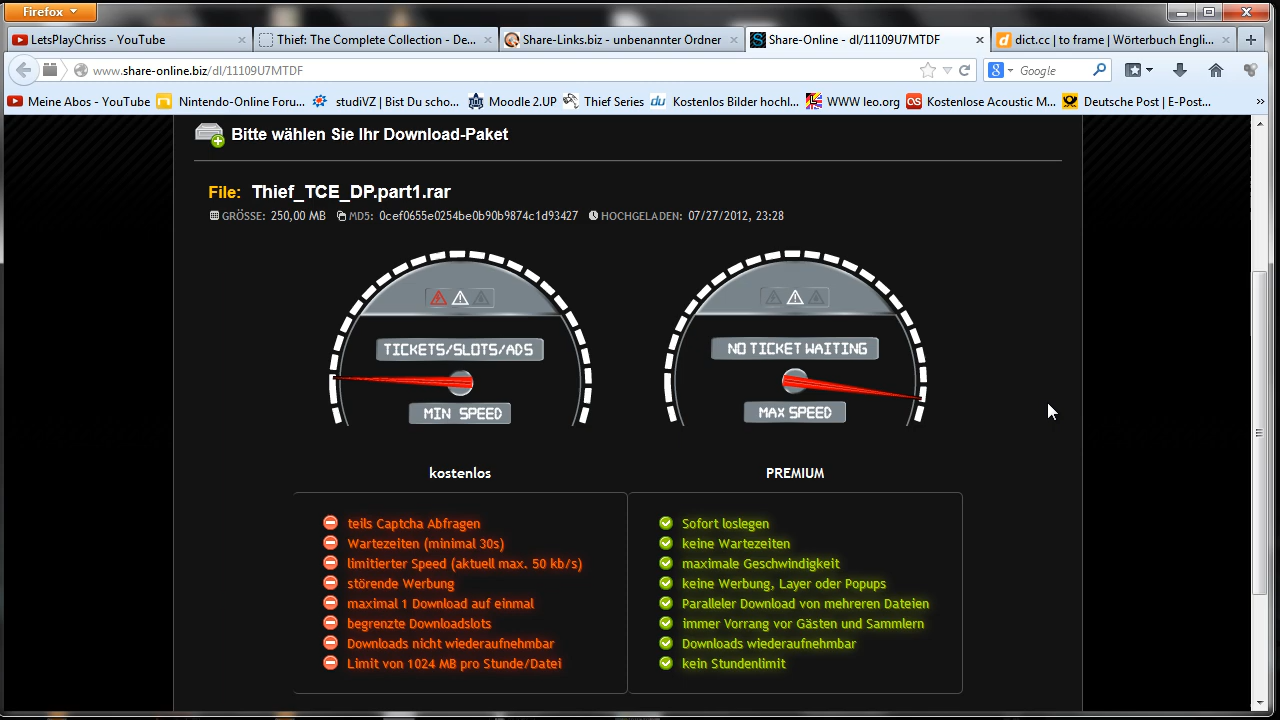 Firefox
LetsPlayChriss - YouTube
Thief: The Complete Collection - De...
Share-Links.biz - unbenannter Ordner
Share-Online - dl/11109U7MTDF
dict.cc | to frame | Wörterbuch Engli...
www.share-online.biz/dl/11109U7MTDF
Google
Meine Abos - YouTube
Nintendo-Online Foru...
studiVZ | Bist Du scho...
Moodle 2.UP
Thief Series
Kostenlos Bilder hochl...
WWW leo.org
Kostenlose Acoustic M...
Deutsche Post | E-Post...
Bitte wählen Sie Ihr Download-Paket
File: Thief_TCE_DP.part1.rar
GRÖSSE: 250,00 MB MD5: 0cef0655e0254be0b90b9874c1d93427 HOCHGELADEN: 07/27/2012, 23:28
TICKETS/SLOTS/ADS
MIN SPEED
NO TICKET WAITING
MAX SPEED
kostenlos
teils Captcha Abfragen
Wartezeiten (minimal 30s)
limitierter Speed (aktuell max. 50 kb/s)
störende Werbung
maximal 1 Download auf einmal
begrenzte Downloadslots
Downloads nicht wiederaufnehmbar
Limit von 1024 MB pro Stunde/Datei
PREMIUM
Sofort loslegen
keine Wartezeiten
maximale Geschwindigkeit
keine Werbung, Layer oder Popups
Paralleler Download von mehreren Dateien
immer Vorrang vor Gästen und Sammlern
Downloads wiederaufnehmbar
kein Stundenlimit